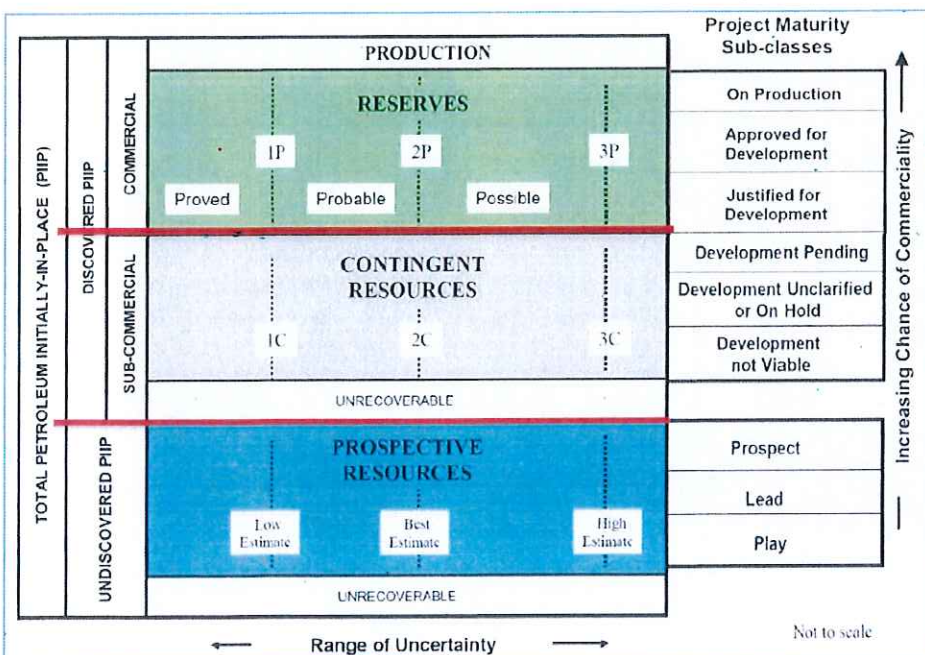 Project Maturity
Sub-classes
PRODUCTION
RESERVES
1P
2P
3P
Proved
Probable
Possible
On Production
Approved for
Development
Justified for
Development
CONTINGENT
RESOURCES
1C
2C
3C
Development Pending
Development Unclarified
or On Hold
Development
not Viable
UNRECOVERABLE
PROSPECTIVE
RESOURCES
Low
Estimate
Best
Estimate
High
Estimate
Prospect
Lead
Play
UNRECOVERABLE
TOTAL PETROLEUM INITIALLY-IN-PLACE (PIIP)
DISCOVERED PIIP
UNDISCOVERED PIIP
COMMERCIAL
SUB-COMMERCIAL
Increasing Chance of Commerciality
Range of Uncertainty
Not to scale